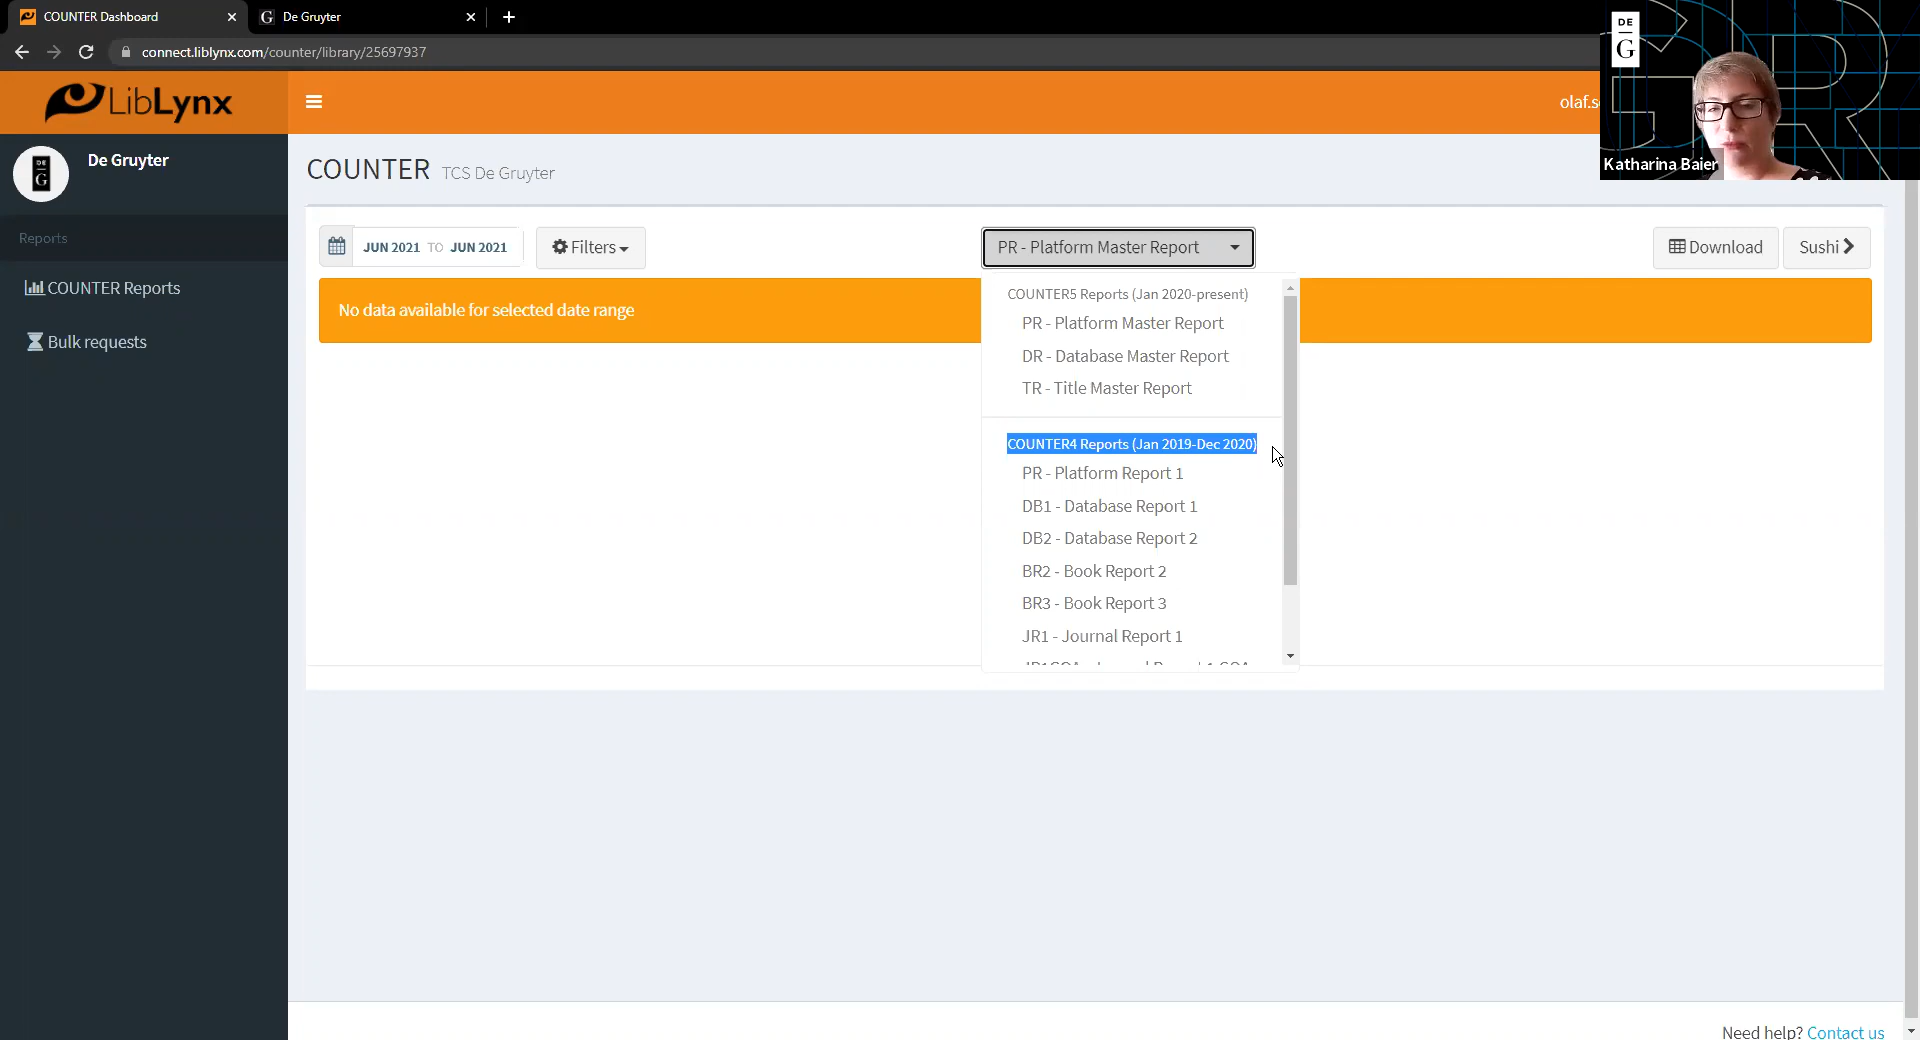 COUNTER Dashboard
G De Gruyter
connect.liblynx.com/counter/library/25697937
LibLynx
olaf.s
DE
G
Katharina Baier
DE
G
De Gruyter
COUNTER TCS De Gruyter
Reports
JUN 2021 TO JUN 2021
Filters
PR - Platform Master Report
Download
Sushi
COUNTER Reports
Bulk requests
No data available for selected date range
COUNTER5 Reports (Jan 2020-present)
PR - Platform Master Report
DR - Database Master Report
TR - Title Master Report
COUNTER4 Reports (Jan 2019-Dec 2020)
PR - Platform Report 1
DB1 - Database Report 1
DB2 - Database Report 2
BR2 - Book Report 2
BR3 - Book Report 3
JR1 - Journal Report 1
Need help? Contact us